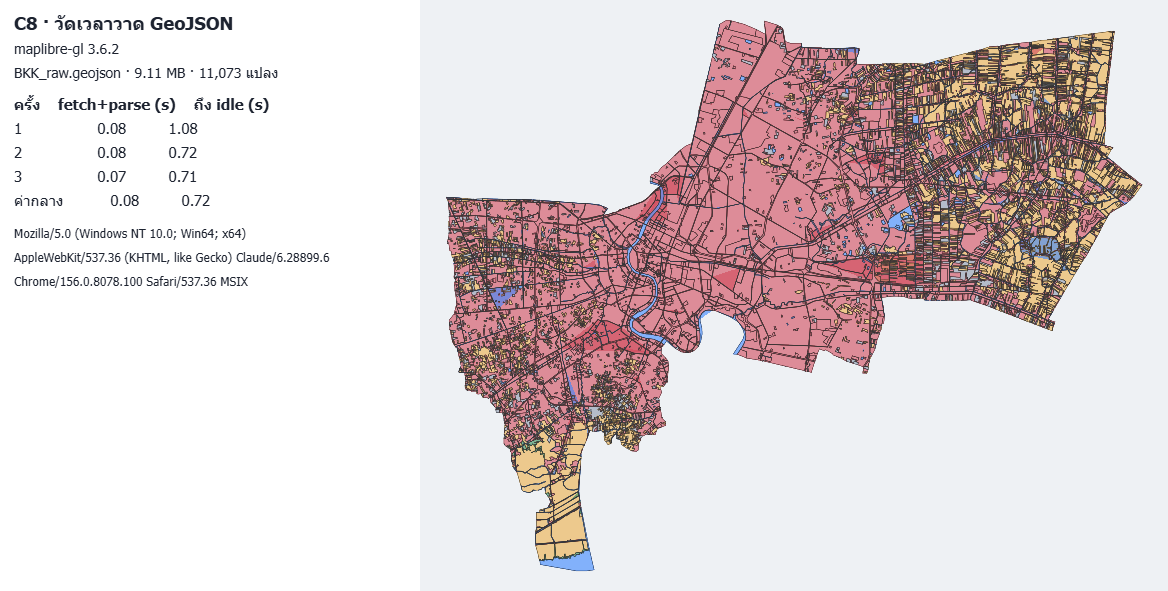 C8 · วัดเวลาวาด GeoJSON
maplibre-gl 3.6.2
BKK_raw.geojson · 9.11 MB · 11,073 แปลง
ครั้ง fetch+parse (s) ถึง idle (s)
1 0.08 1.08
2 0.08 0.72
3 0.07 0.71
ค่ากลาง 0.08 0.72
Mozilla/5.0 (Windows NT 10.0; Win64; x64)
AppleWebKit/537.36 (KHTML, like Gecko) Claude/6.28899.6
Chrome/156.0.8078.100 Safari/537.36 MSIX